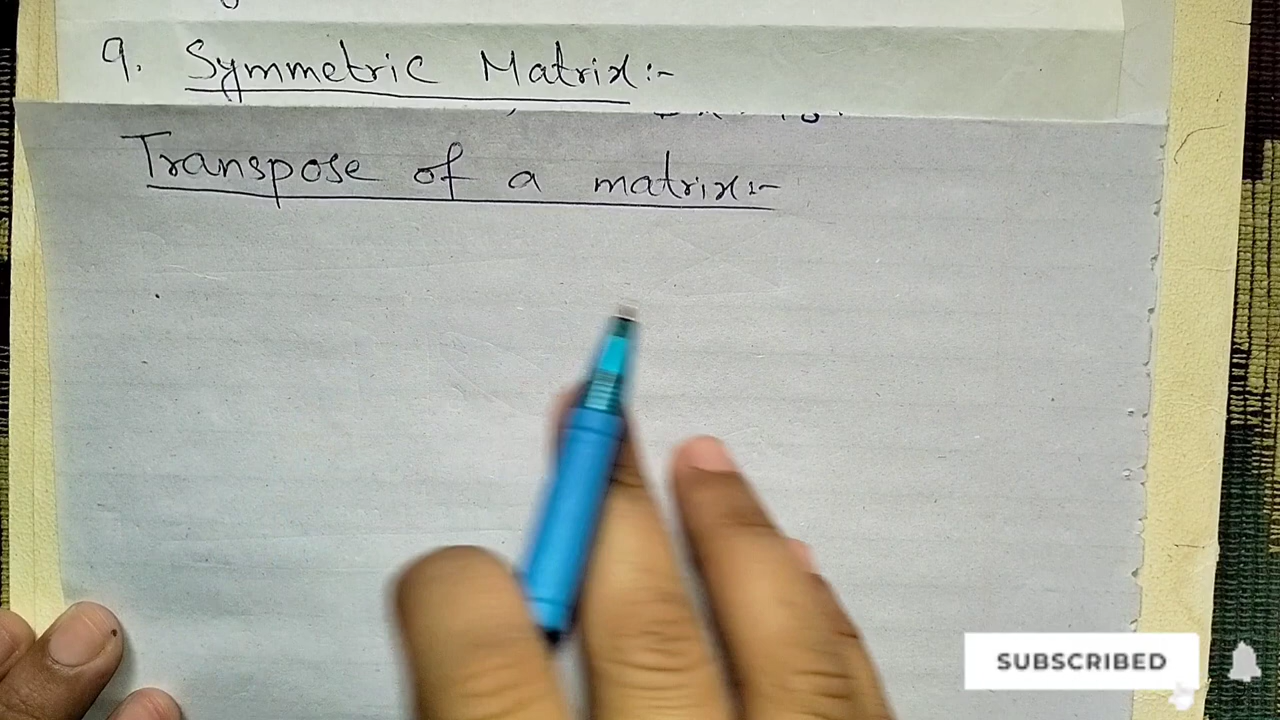 9. Symmetric Matrix:-
Transpose of a matrix:-
SUBSCRIBED